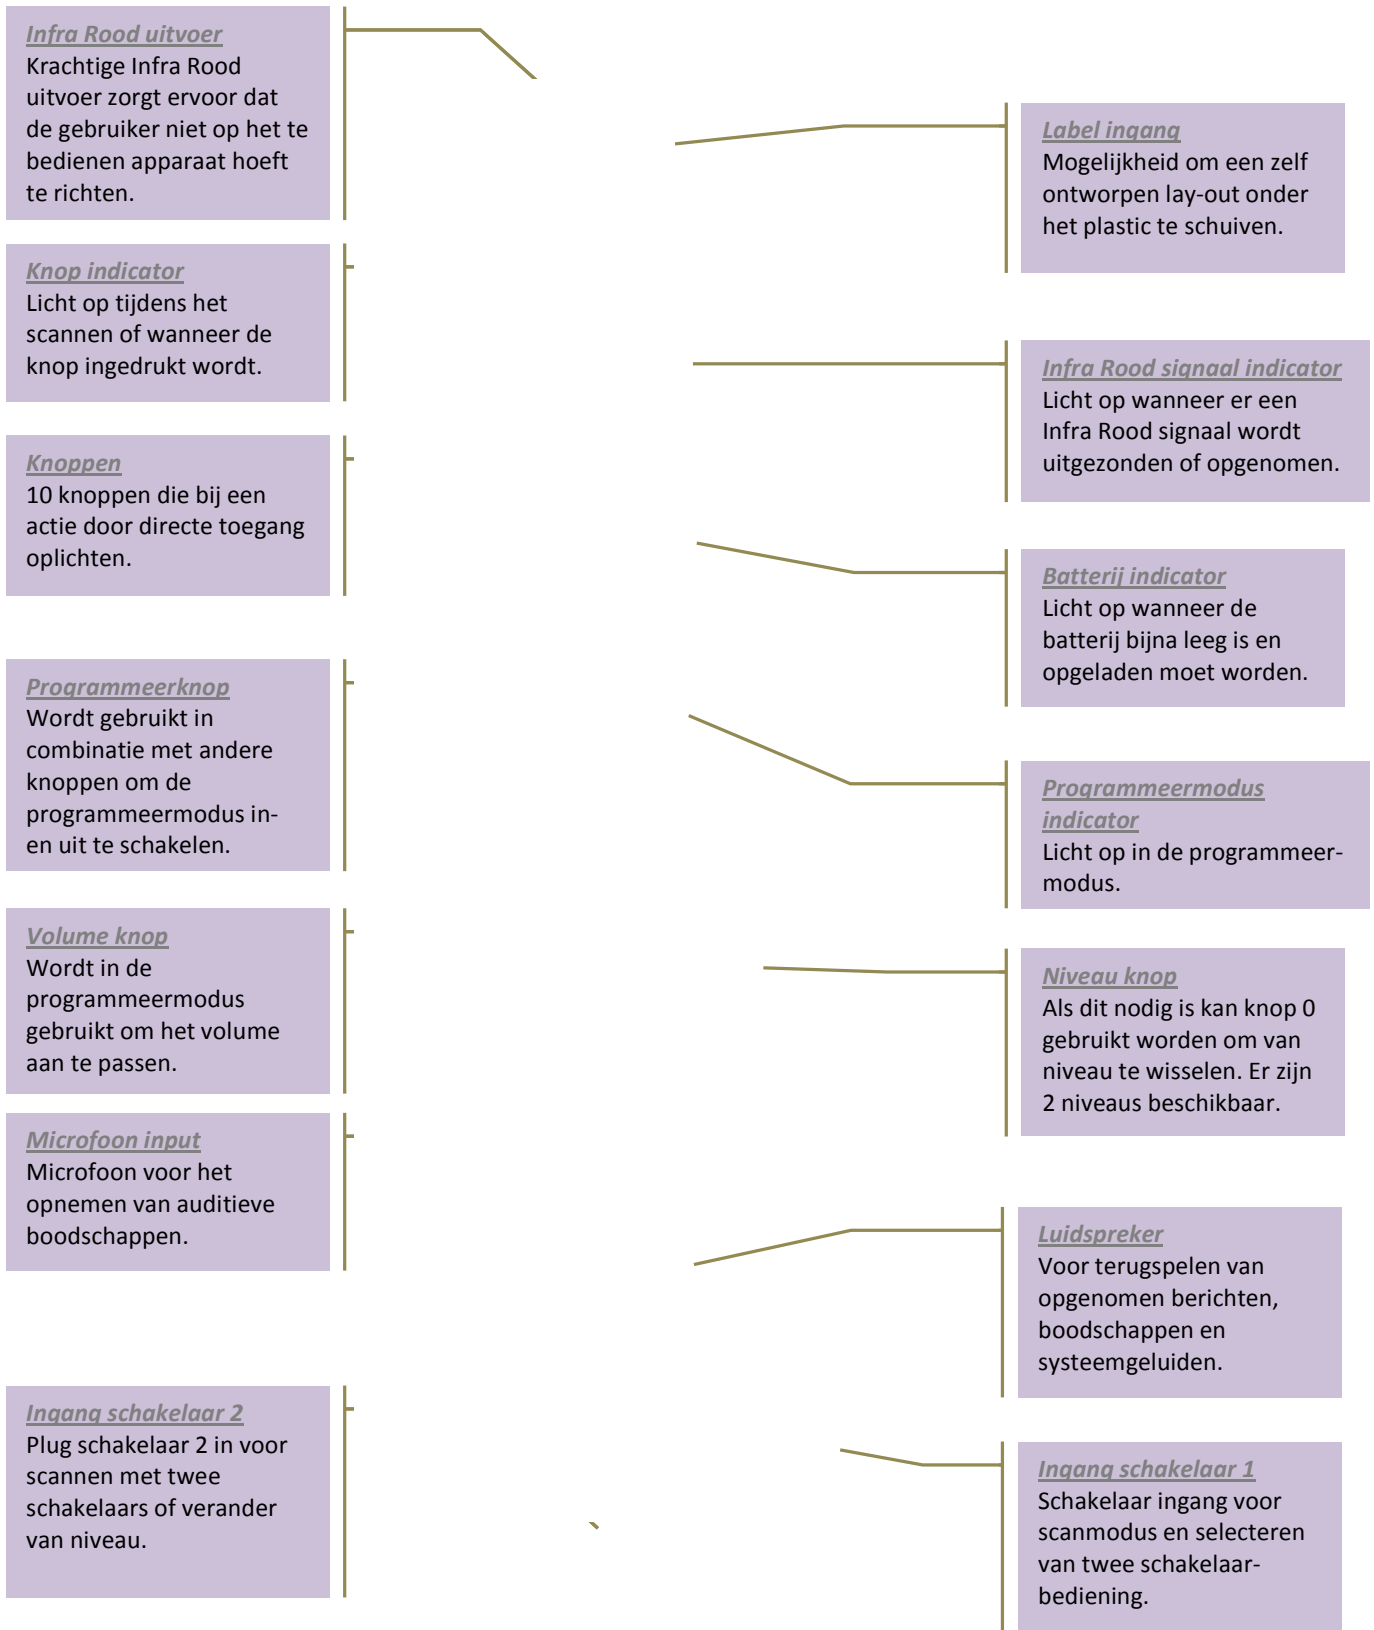 Infra Rood uitvoer
Krachtige Infra Rood
uitvoer zorgt ervoor dat
de gebruiker niet op het te
bedienen apparaat hoeft
te richten.
Knop indicator
Licht op tijdens het
scannen of wanneer de
knop ingedrukt wordt.
Knoppen
10 knoppen die bij een
actie door directe toegang
oplichten.
Programmeerknop
Wordt gebruikt in
combinatie met andere
knoppen om de
programmeermodus in-
en uit te schakelen.
Volume knop
Wordt in de
programmeermodus
gebruikt om het volume
aan te passen.
Microfoon input
Microfoon voor het
opnemen van auditieve
boodschappen.
Ingang schakelaar 2
Plug schakelaar 2 in voor
scannen met twee
schakelaars of verander
van niveau.
Label ingang
Mogelijkheid om een zelf
ontworpen lay-out onder
het plastic te schuiven.
Infra Rood signaal indicator
Licht op wanneer er een
Infra Rood signaal wordt
uitgezonden of opgenomen.
Batterij indicator
Licht op wanneer de
batterij bijna leeg is en
opgeladen moet worden.
Programmeermodus
indicator
Licht op in de programmeer-
modus.
Niveau knop
Als dit nodig is kan knop 0
gebruikt worden om van
niveau te wisselen. Er zijn
2 niveaus beschikbaar.
Luidspreker
Voor terugspelen van
opgenomen berichten,
boodschappen en
systeemgeluiden.
Ingang schakelaar 1
Schakelaar ingang voor
scanmodus en selecteren
van twee schakelaar-
bediening.